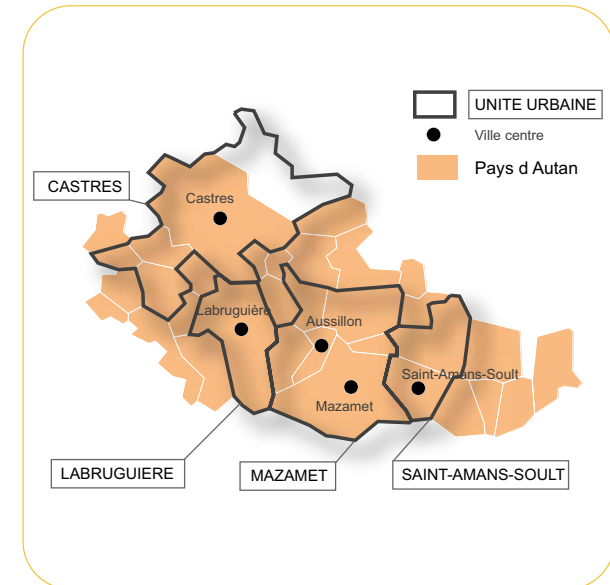 UNITE URBAINE
Ville centre
Pays d Autan
CASTRES
Castres
Labruguière
Aussillon
Saint-Amans-Soult
Mazamet
LABRUGUIERE
MAZAMET
SAINT-AMANS-SOULT